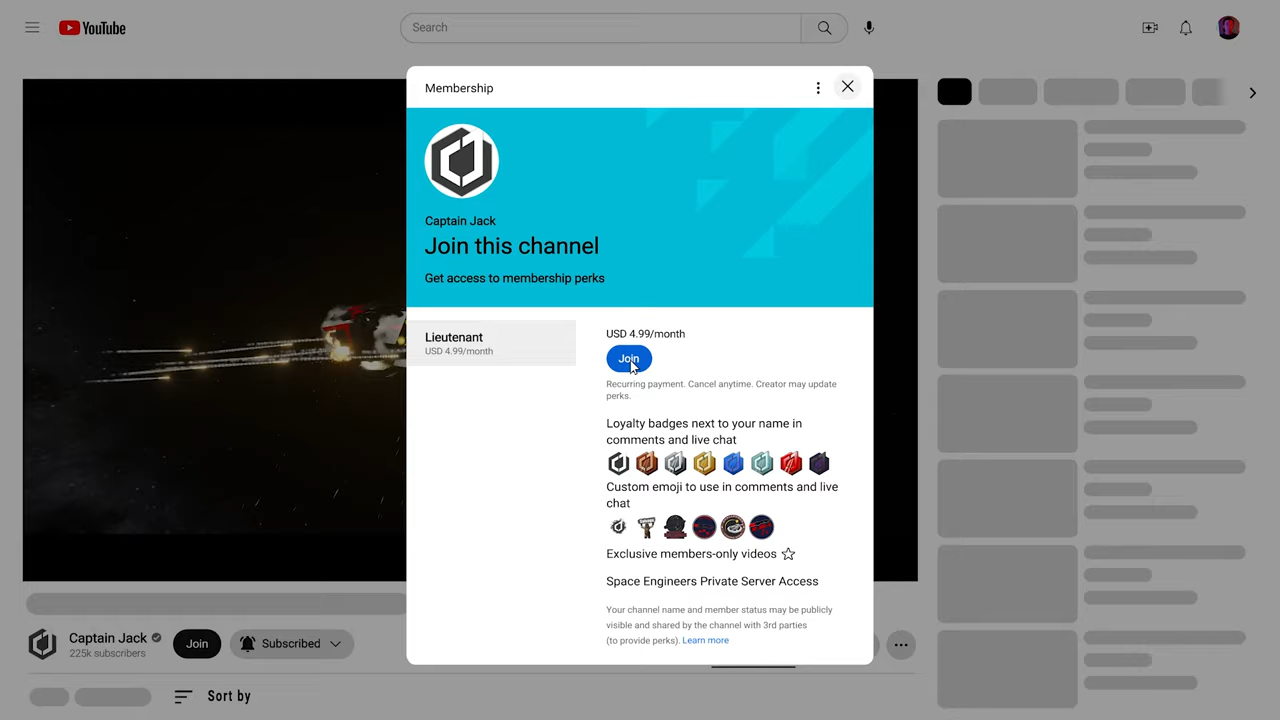 YouTube
Search
Membership
Captain Jack
Join this channel
Get access to membership perks
Lieutenant
USD 4.99/month
USD 4.99/month
Join
Recurring payment. Cancel anytime. Creator may update
perks.
Loyalty badges next to your name in
comments and live chat
Custom emoji to use in comments and live
chat
Exclusive members-only videos
Space Engineers Private Server Access
Your channel name and member status may be publicly
visible and shared by the channel with 3rd parties
(to provide perks). Learn more
Captain Jack
225k subscribers
Join
Subscribed
Sort by